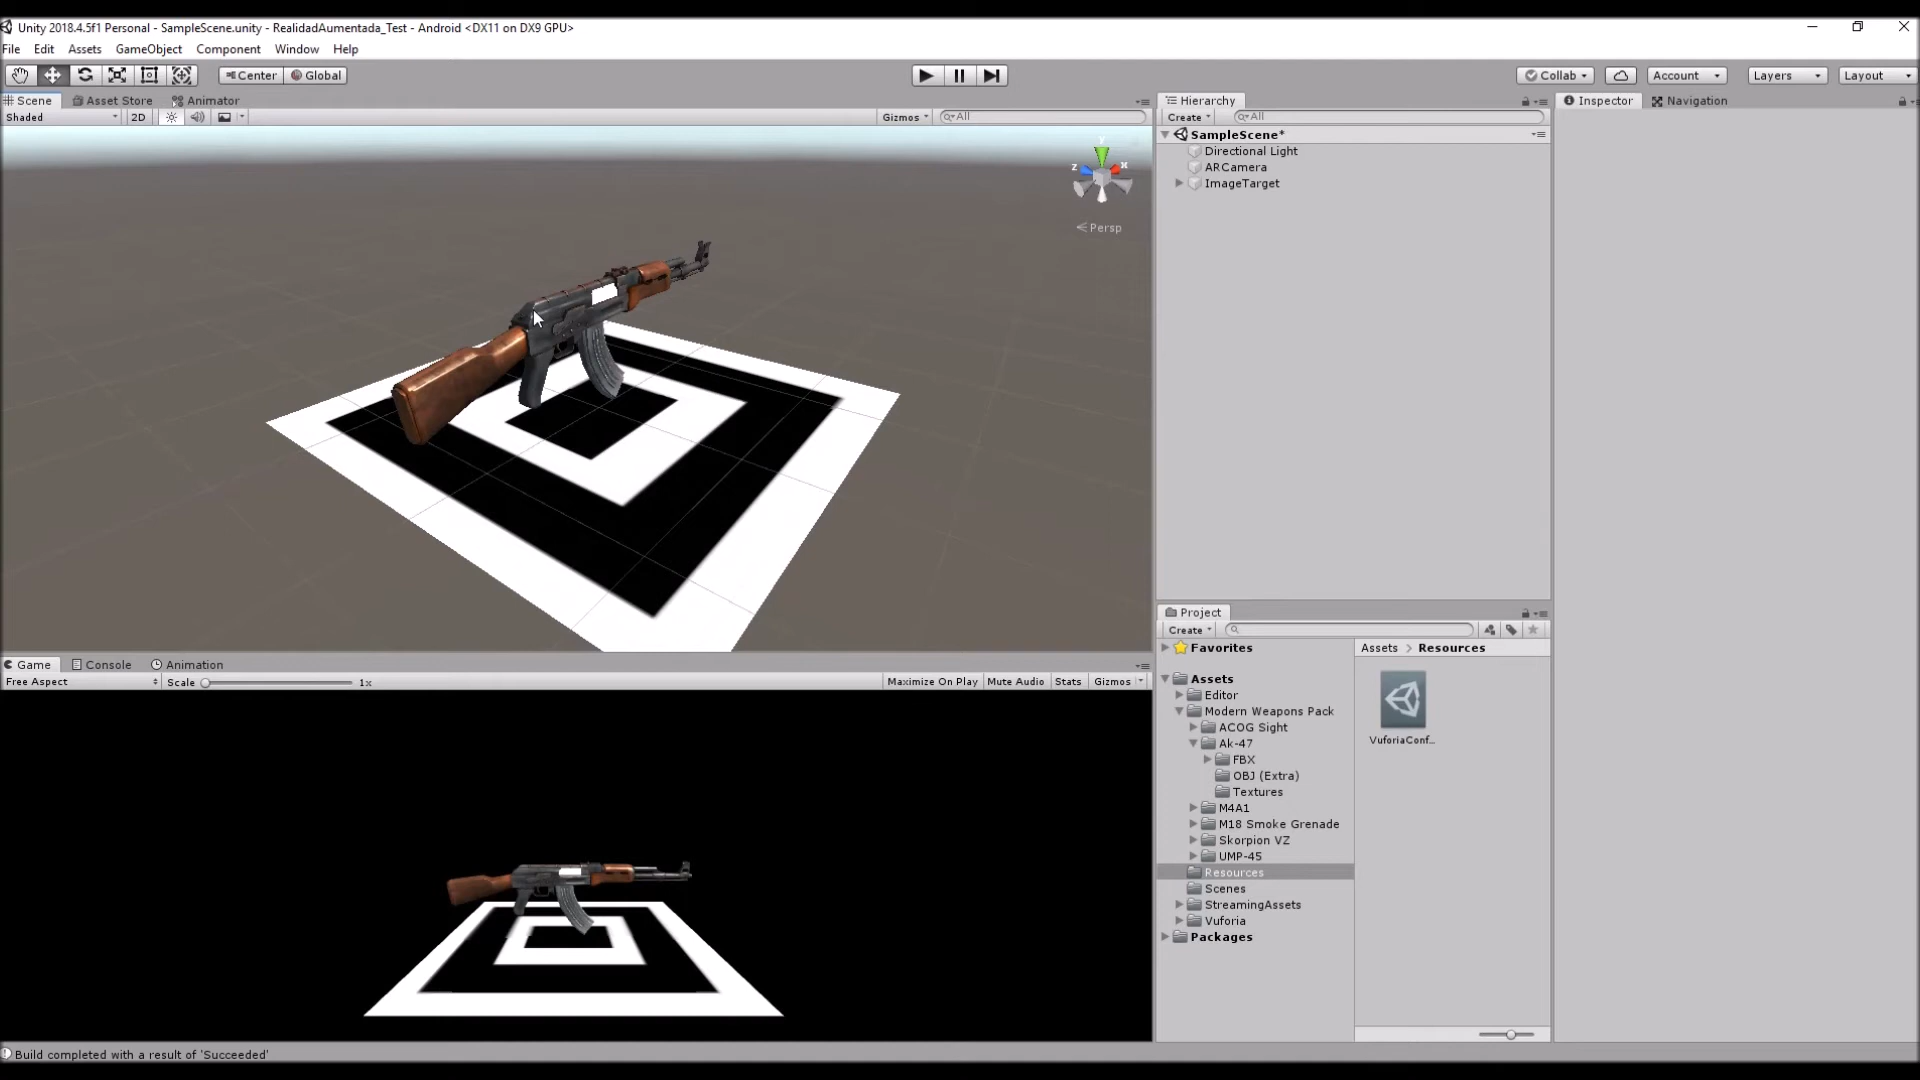 Unity 2018.4.5f1 Personal - SampleScene.unity - RealidadAumentada_Test - Android <DX11 on DX9 GPU>
File Edit Assets GameObject Component Window Help
Center Global Collab Account Layers Layout
Scene Asset Store Animator
Shaded 2D Gizmos All
y
z x
Persp
Hierarchy
Create All
SampleScene*
Directional Light
ARCamera
ImageTarget
Inspector Navigation
Game Console Animation
Free Aspect Scale 1x Maximize On Play Mute Audio Stats Gizmos
Project
Create
Favorites
Assets
Editor
Modern Weapons Pack
ACOG Sight
Ak-47
FBX
OBJ (Extra)
Textures
M4A1
M18 Smoke Grenade
Skorpion VZ
UMP-45
Resources
Scenes
StreamingAssets
Vuforia
Packages
Assets > Resources
VuforiaConf...
Build completed with a result of 'Succeeded'